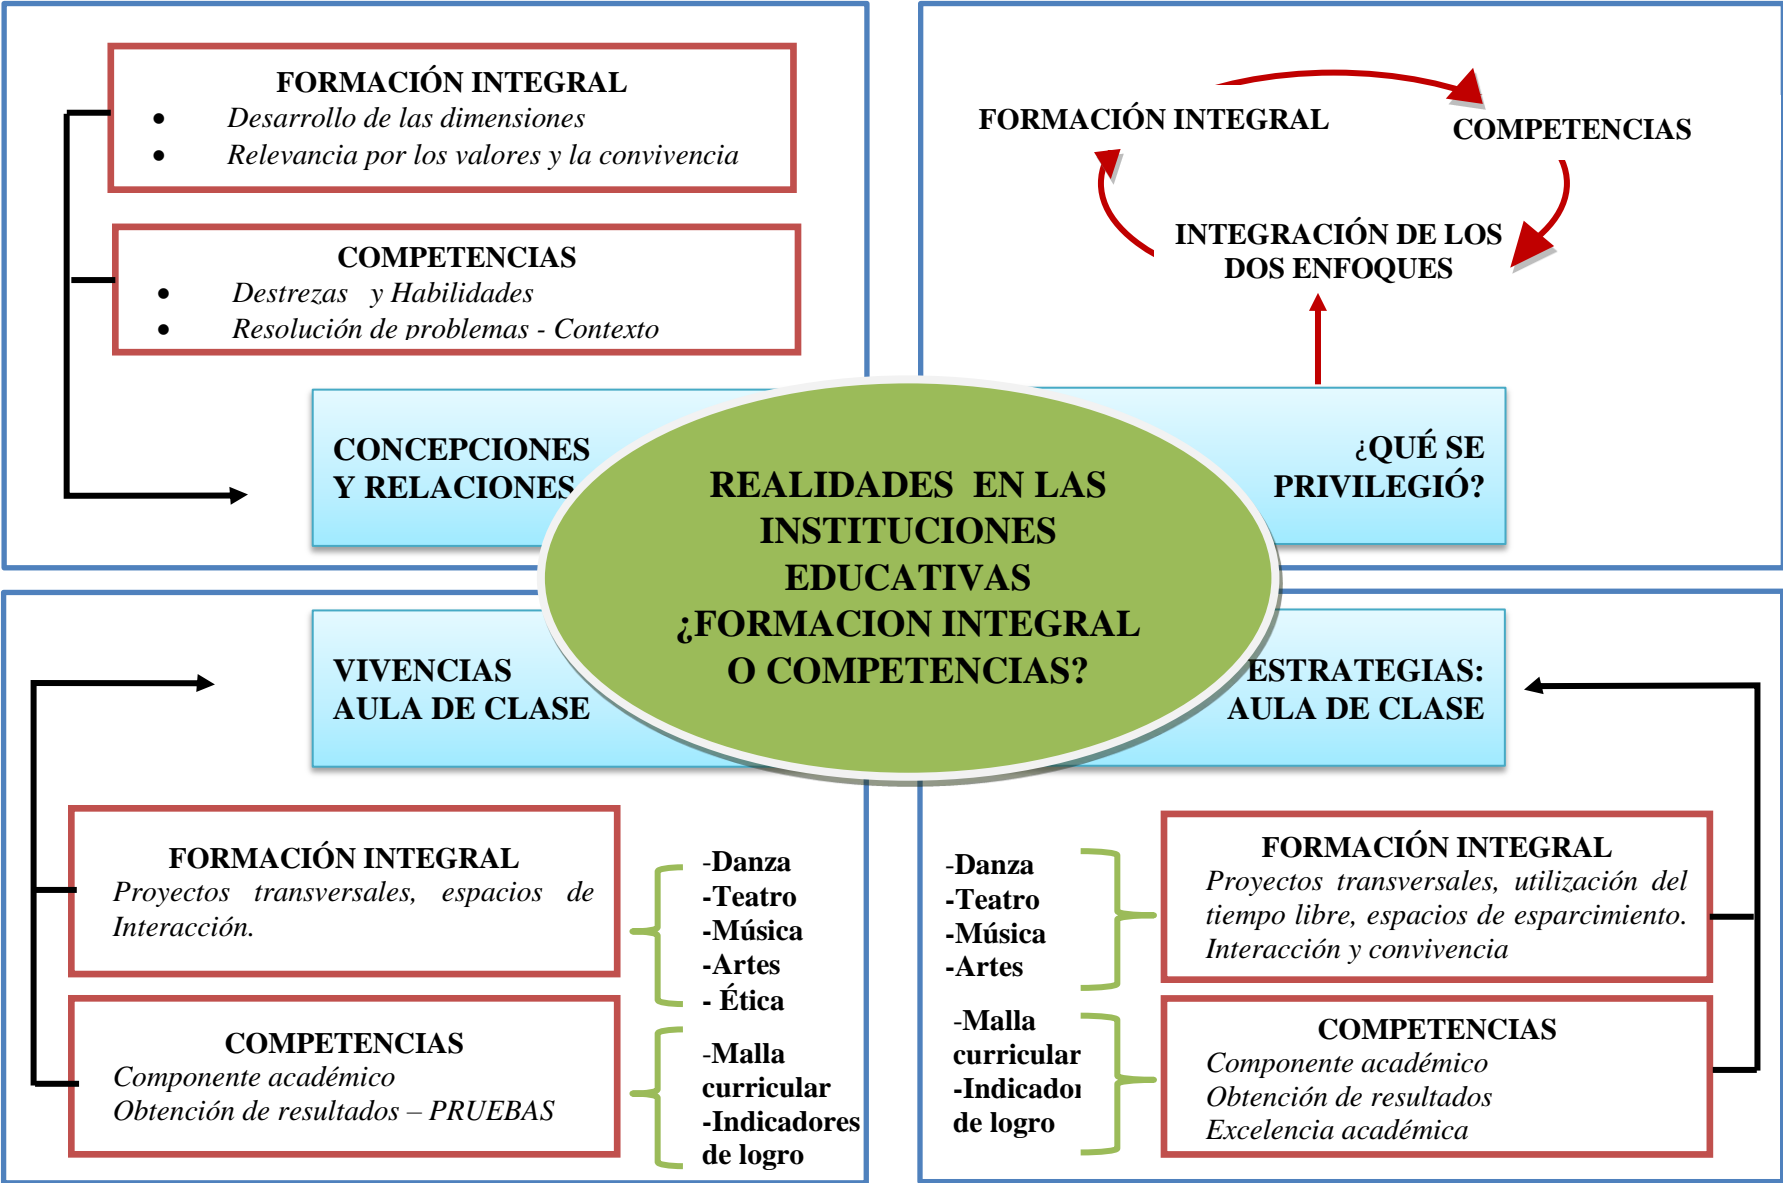 FORMACIÓN INTEGRAL
• Desarrollo de las dimensiones
• Relevancia por los valores y la convivencia
COMPETENCIAS
• Destrezas y Habilidades
• Resolución de problemas - Contexto
CONCEPCIONES
Y RELACIONES
FORMACIÓN INTEGRAL
COMPETENCIAS
INTEGRACIÓN DE LOS
DOS ENFOQUES
¿QUÉ SE
PRIVILEGIÓ?
REALIDADES EN LAS
INSTITUCIONES
EDUCATIVAS
¿FORMACION INTEGRAL
O COMPETENCIAS?
VIVENCIAS
AULA DE CLASE
FORMACIÓN INTEGRAL
Proyectos transversales, espacios de
Interacción.
-Danza
-Teatro
-Música
-Artes
- Ética
COMPETENCIAS
Componente académico
Obtención de resultados – PRUEBAS
-Malla
curricular
-Indicadores
de logro
ESTRATEGIAS:
AULA DE CLASE
-Danza
-Teatro
-Música
-Artes
FORMACIÓN INTEGRAL
Proyectos transversales, utilización del
tiempo libre, espacios de esparcimiento.
Interacción y convivencia
-Malla
curricular
-Indicador
de logro
COMPETENCIAS
Componente académico
Obtención de resultados
Excelencia académica